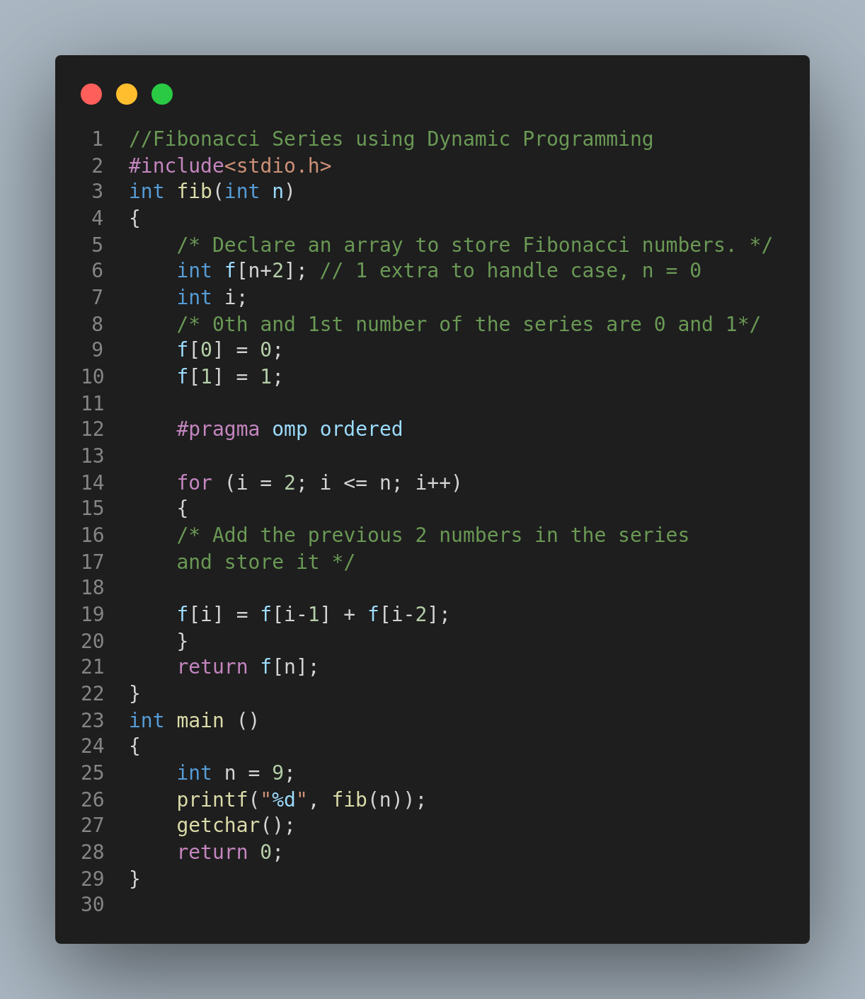 1 //Fibonacci Series using Dynamic Programming
2 #include<stdio.h>
3 int fib(int n)
4 {
5     /* Declare an array to store Fibonacci numbers. */
6     int f[n+2]; // 1 extra to handle case, n = 0
7     int i;
8     /* 0th and 1st number of the series are 0 and 1*/
9     f[0] = 0;
10     f[1] = 1;
11
12     #pragma omp ordered
13
14     for (i = 2; i <= n; i++)
15     {
16     /* Add the previous 2 numbers in the series
17     and store it */
18
19     f[i] = f[i-1] + f[i-2];
20     }
21     return f[n];
22 }
23 int main ()
24 {
25     int n = 9;
26     printf("%d", fib(n));
27     getchar();
28     return 0;
29 }
30